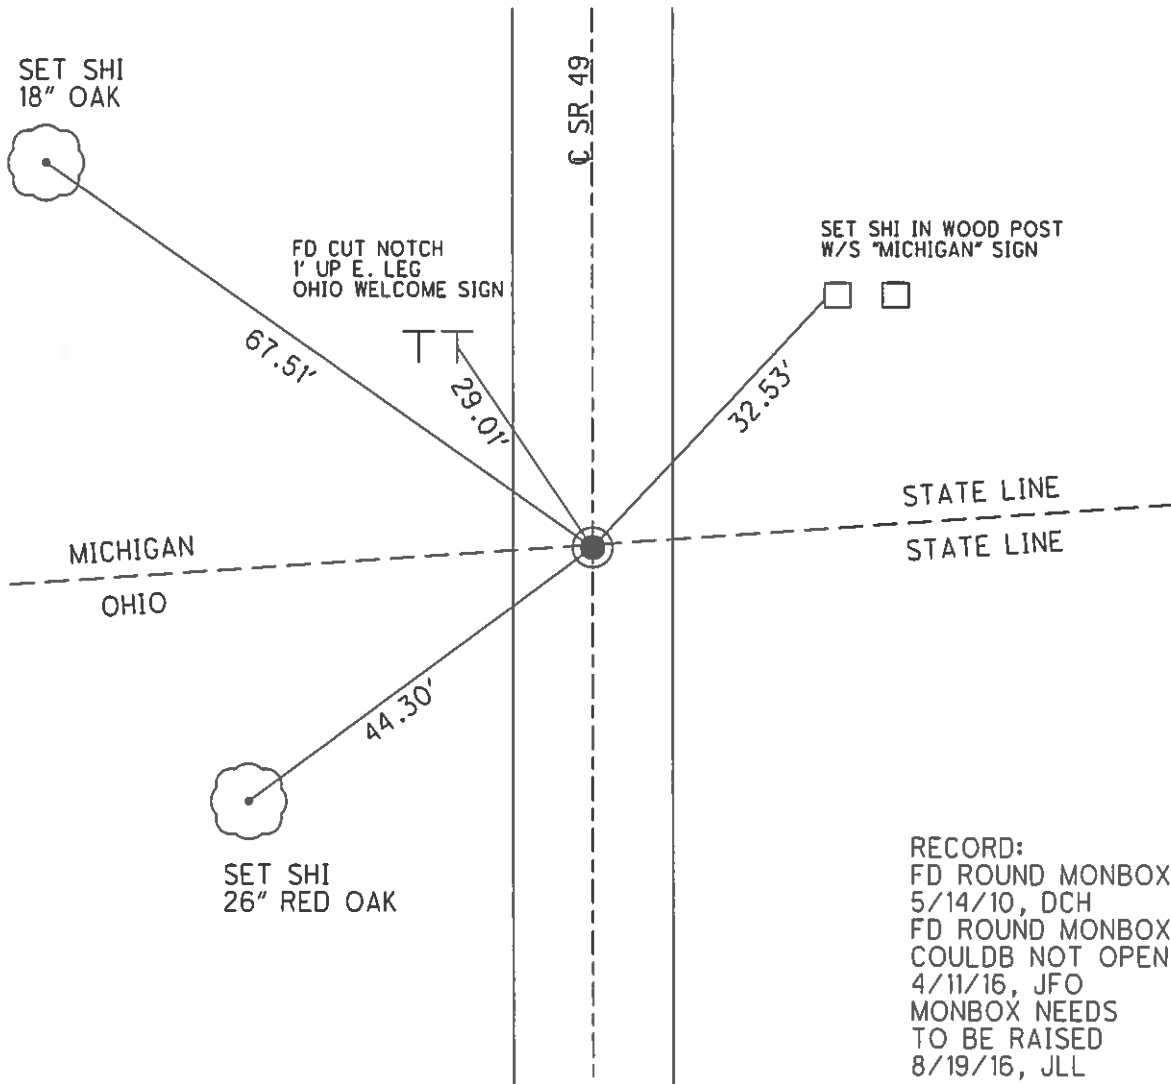 SET SHI
18" OAK
℄ SR 49
FD CUT NOTCH
1' UP E. LEG
OHIO WELCOME SIGN
SET SHI IN WOOD POST
W/S "MICHIGAN" SIGN
67.51'
29.01'
32.53'
STATE LINE
STATE LINE
MICHIGAN
OHIO
44.30'
SET SHI
26" RED OAK
RECORD:
FD ROUND MONBOX
5/14/10, DCH
FD ROUND MONBOX
COULDB NOT OPEN
4/11/16, JFO
MONBOX NEEDS
TO BE RAISED
8/19/16, JLL